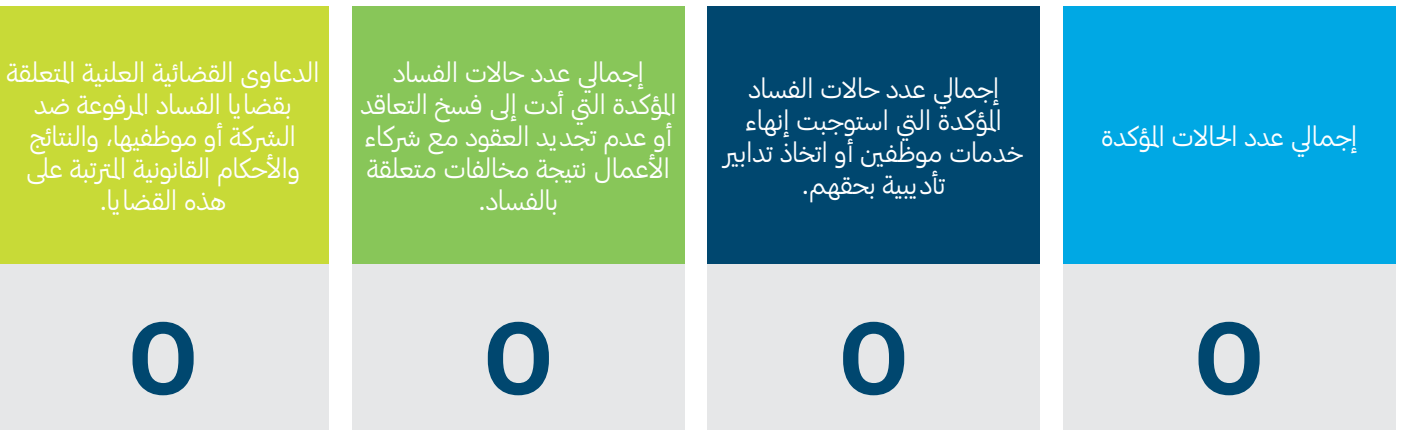 إجمالي عدد الحالات المؤكدة
0
إجمالي عدد حالات الفساد
المؤكدة التي استوجبت إنهاء
خدمات موظفين أو اتخاذ تدابير
تأديبية بحقهم.
0
إجمالي عدد حالات الفساد
المؤكدة التي أدت إلى فسخ التعاقد
أو عدم تجديد العقود مع شركاء
الأعمال نتيجة مخالفات متعلقة
بالفساد.
0
الدعاوى القضائية العلنية المتعلقة
بقضايا الفساد المرفوعة ضد
الشركة أو موظفيها، والنتائج
والأحكام القانونية المترتبة على
هذه القضايا.
0